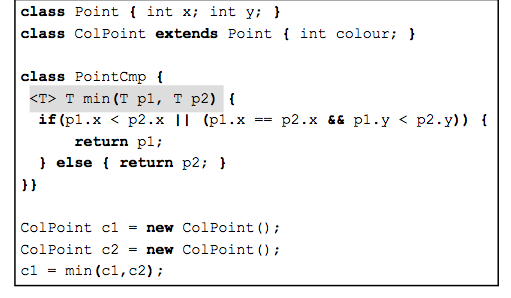 class Point { int x; int y; }
class ColPoint extends Point { int colour; }
class PointCmp {
<T> T min(T p1, T p2) {
if(p1.x < p2.x || (p1.x == p2.x && p1.y < p2.y)) {
return p1;
} else { return p2; }
}}
ColPoint c1 = new ColPoint();
ColPoint c2 = new ColPoint();
c1 = min(c1,c2);